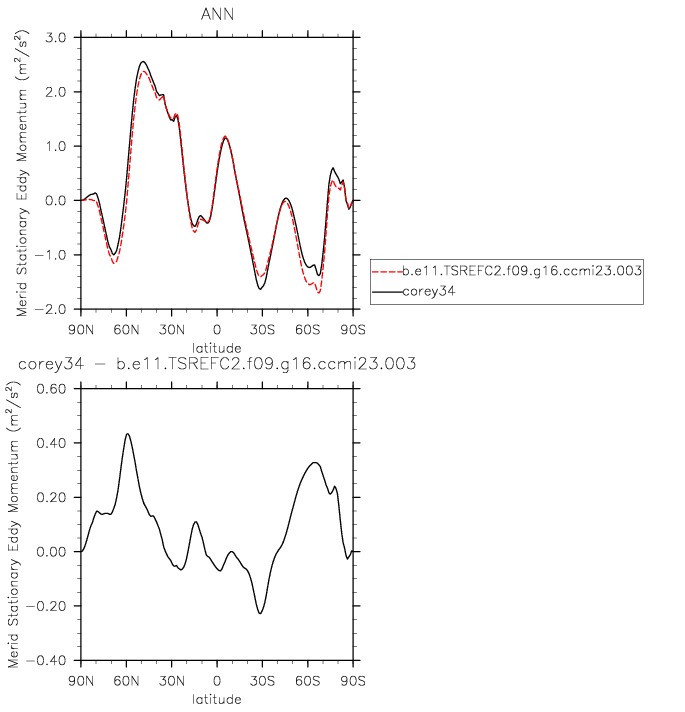 ANN
Merid Stationary Eddy Momentum (m²/s²)
3.0
2.0
1.0
0.0
−1.0
−2.0
90N 60N 30N 0 30S 60S 90S
latitude
b.e11.TSREFC2.f09.g16.ccmi23.003
corey34
corey34 − b.e11.TSREFC2.f09.g16.ccmi23.003
Merid Stationary Eddy Momentum (m²/s²)
0.60
0.40
0.20
0.00
−0.20
−0.40
90N 60N 30N 0 30S 60S 90S
latitude